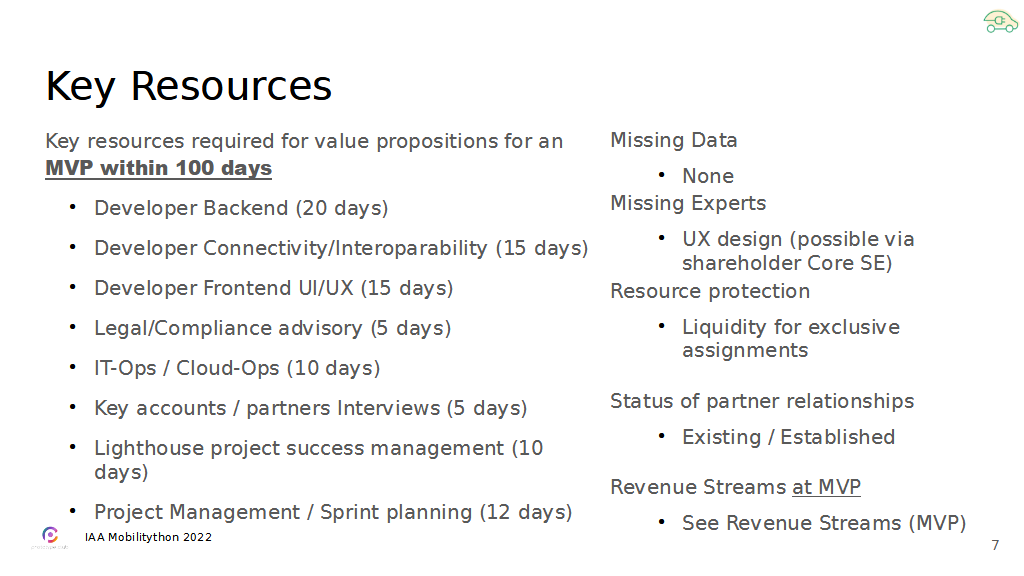 Key Resources
Key resources required for value propositions for an
MVP within 100 days
• Developer Backend (20 days)
• Developer Connectivity/Interoparability (15 days)
• Developer Frontend UI/UX (15 days)
• Legal/Compliance advisory (5 days)
• IT-Ops / Cloud-Ops (10 days)
• Key accounts / partners Interviews (5 days)
• Lighthouse project success management (10
days)
• Project Management / Sprint planning (12 days)
Missing Data
• None
Missing Experts
• UX design (possible via
shareholder Core SE)
Resource protection
• Liquidity for exclusive
assignments
Status of partner relationships
• Existing / Established
Revenue Streams at MVP
• See Revenue Streams (MVP)
IAA Mobilitython 2022
7